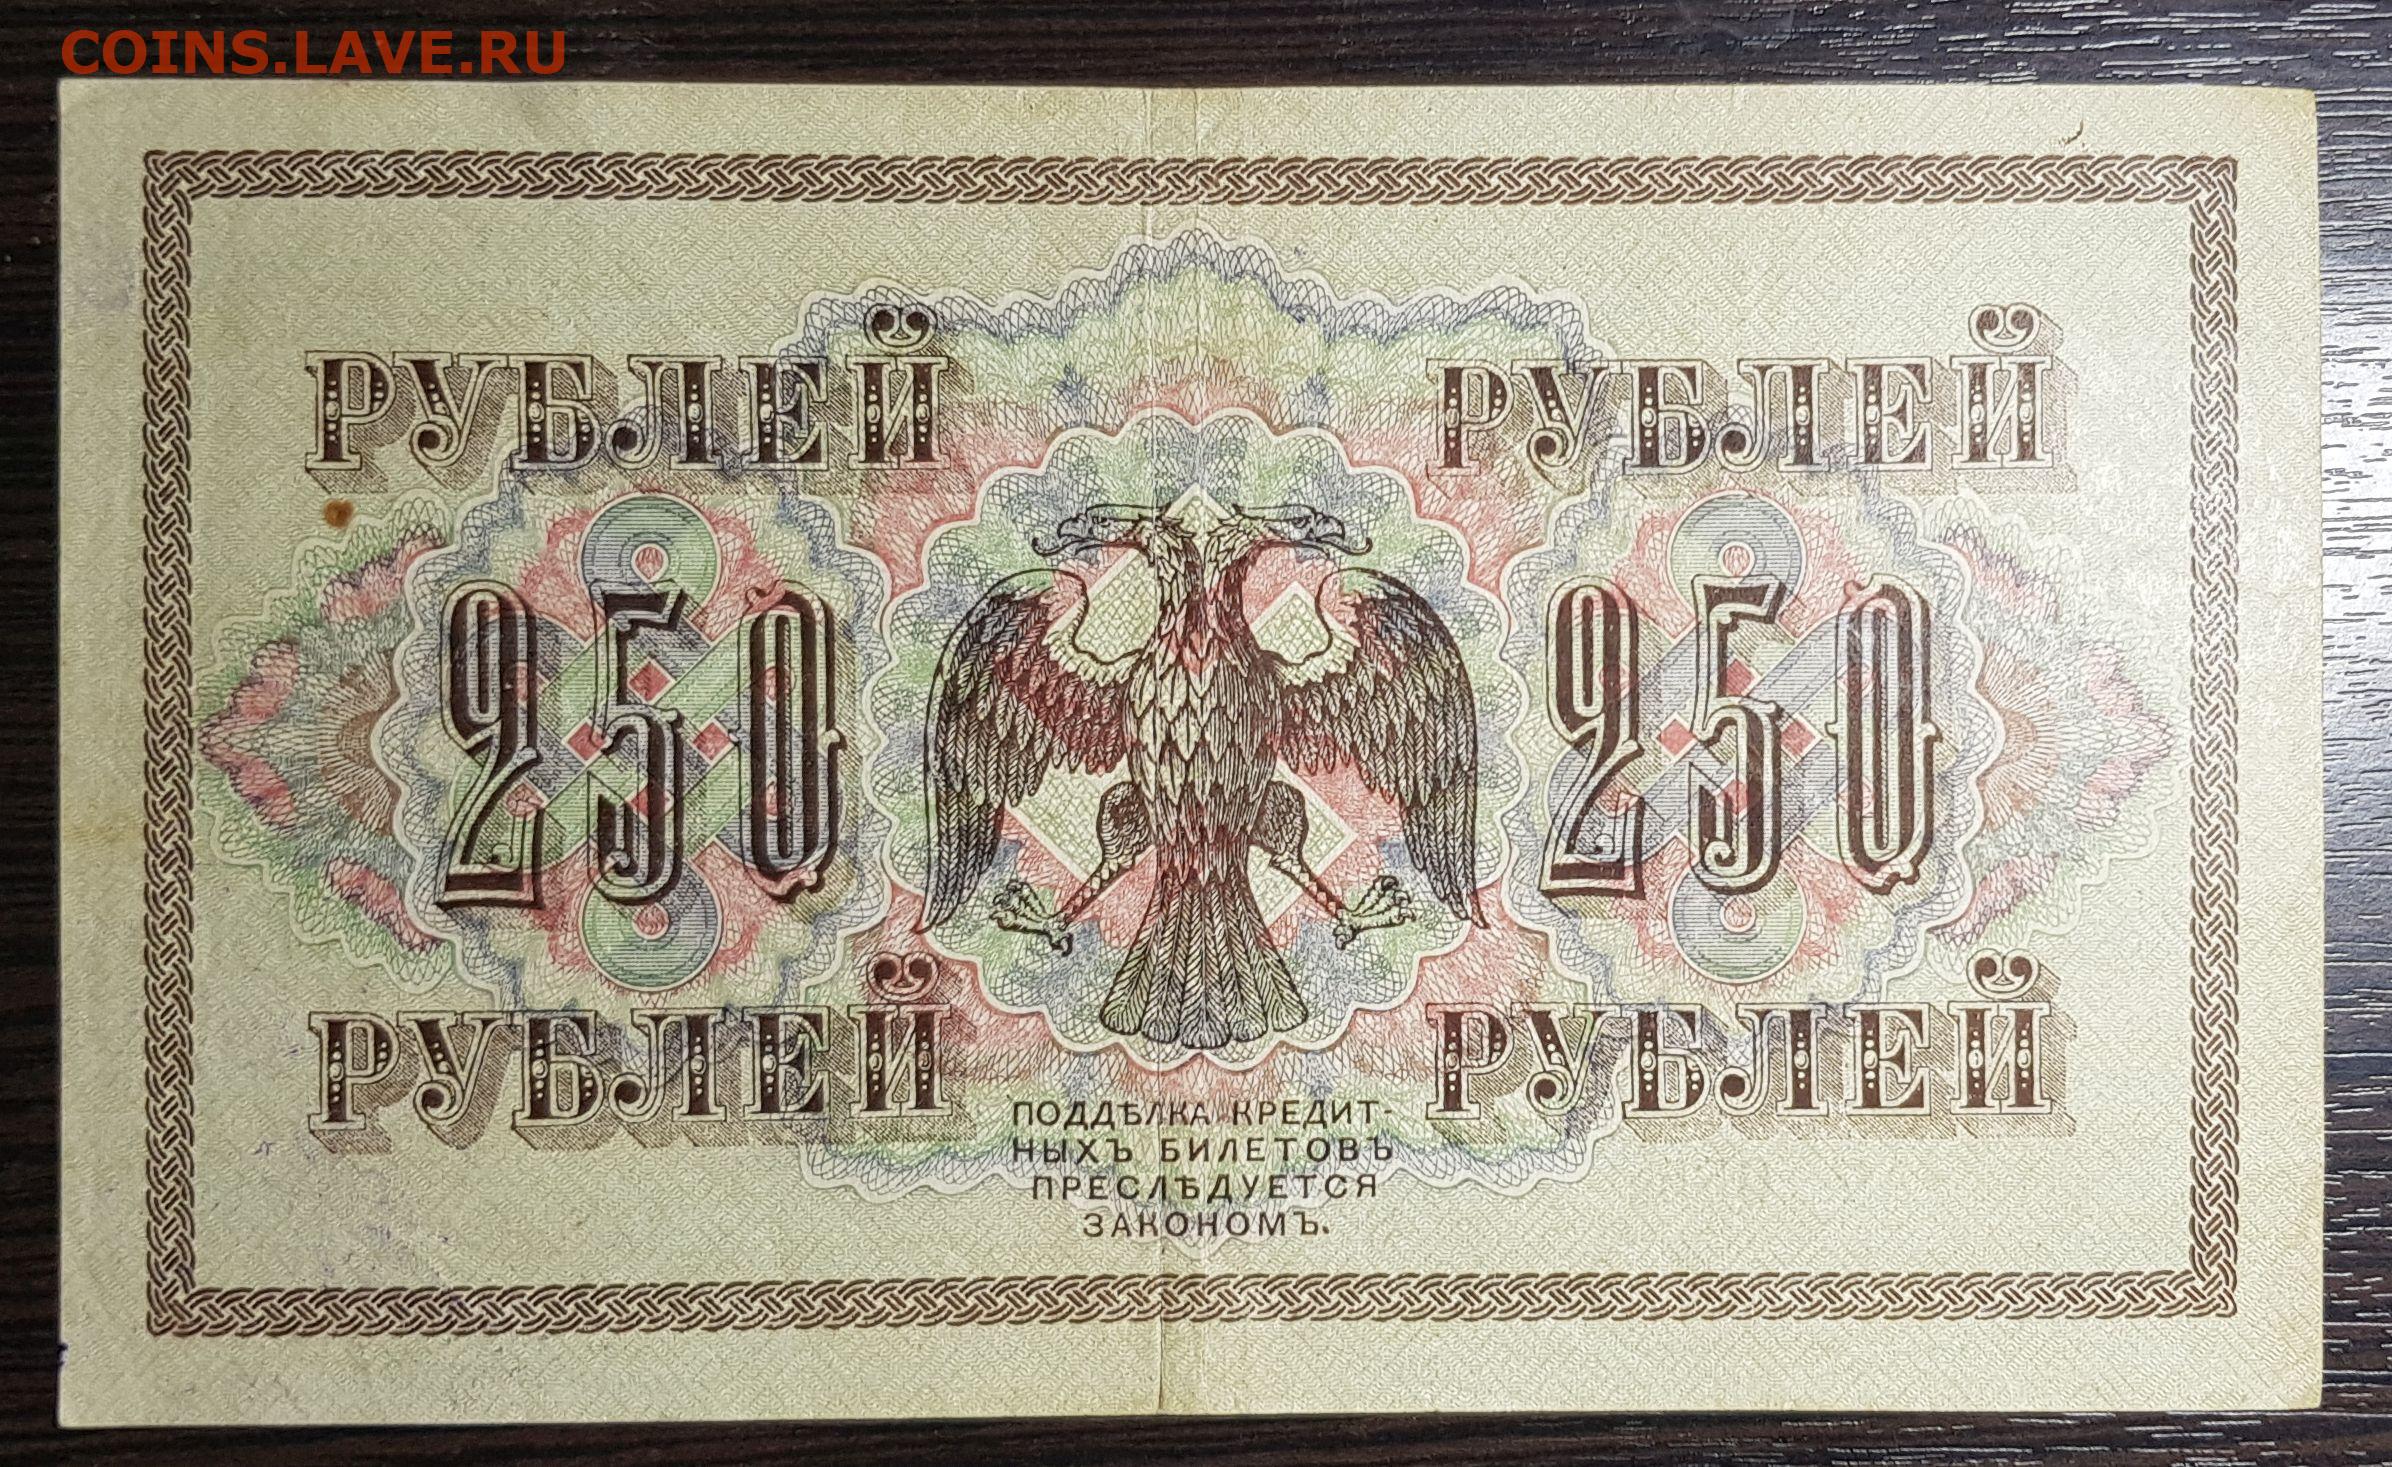 COINS.LAVE.RU
РУБЛЕЙ РУБЛЕЙ
250 250
РУБЛЕЙ РУБЛЕЙ
ПОДДѢЛКА КРЕДИТ-
НЫХЪ БИЛЕТОВЪ
ПРЕСЛѢДУЕТСЯ
ЗАКОНОМЪ.